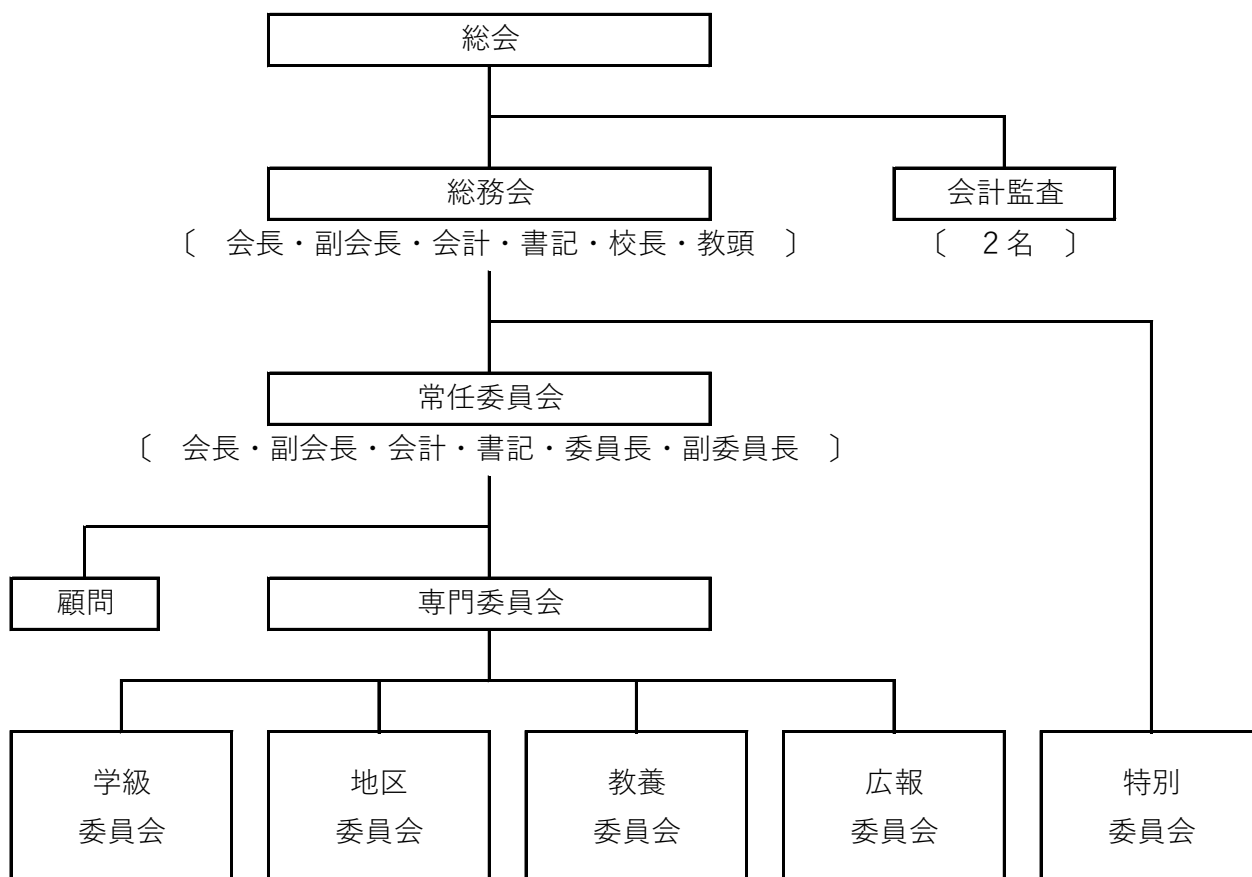 総会
総務会
会計監査
〔　会長・副会長・会計・書記・校長・教頭　〕
〔　２名　〕
常任委員会
〔　会長・副会長・会計・書記・委員長・副委員長　〕
顧問
専門委員会
学級
委員会
地区
委員会
教養
委員会
広報
委員会
特別
委員会